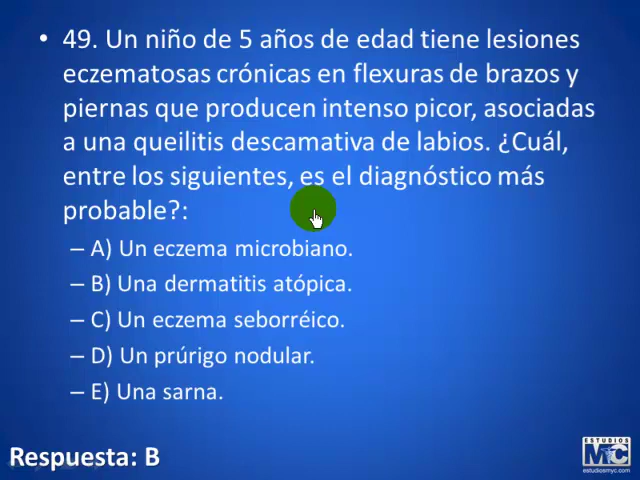 • 49. Un niño de 5 años de edad tiene lesiones
eczematosas crónicas en flexuras de brazos y
piernas que producen intenso picor, asociadas
a una queilitis descamativa de labios. ¿Cuál,
entre los siguientes, es el diagnóstico más
probable?:
– A) Un eczema microbiano.
– B) Una dermatitis atópica.
– C) Un eczema seborréico.
– D) Un prúrigo nodular.
– E) Una sarna.
Respuesta: B
ESTUDIOS
MyC
estudiosmyc.com